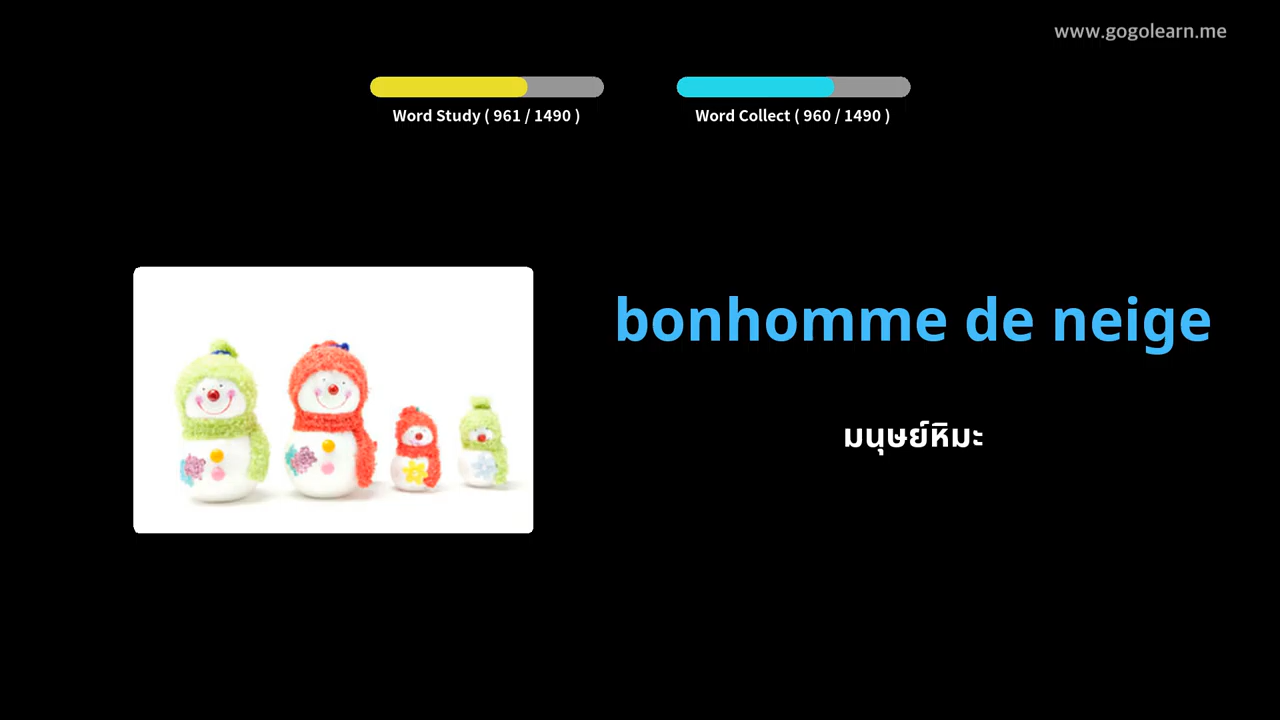 www.gogolearn.me
Word Study ( 961 / 1490 )
Word Collect ( 960 / 1490 )
bonhomme de neige
มนุษย์หิมะ